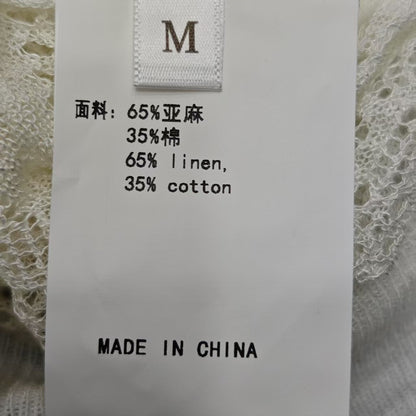 M
面料: 65%亚麻
35%棉
65% linen,
35% cotton
MADE IN CHINA